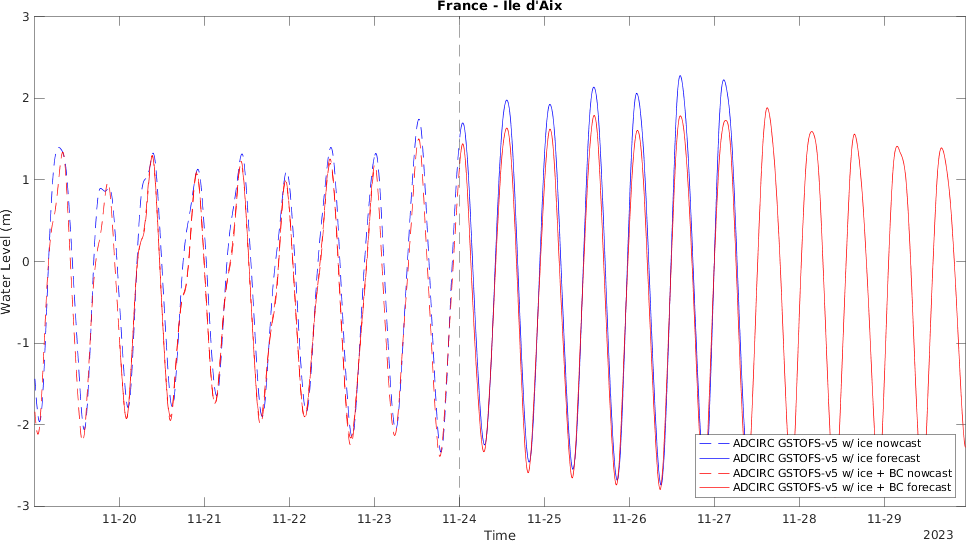 France - Ile d'Aix
Water Level (m)
3
2
1
0
-1
-2
-3
ADCIRC GSTOFS-v5 w/ ice nowcast
ADCIRC GSTOFS-v5 w/ ice forecast
ADCIRC GSTOFS-v5 w/ ice + BC nowcast
ADCIRC GSTOFS-v5 w/ ice + BC forecast
11-20 11-21 11-22 11-23 11-24 11-25 11-26 11-27 11-28 11-29
Time
2023